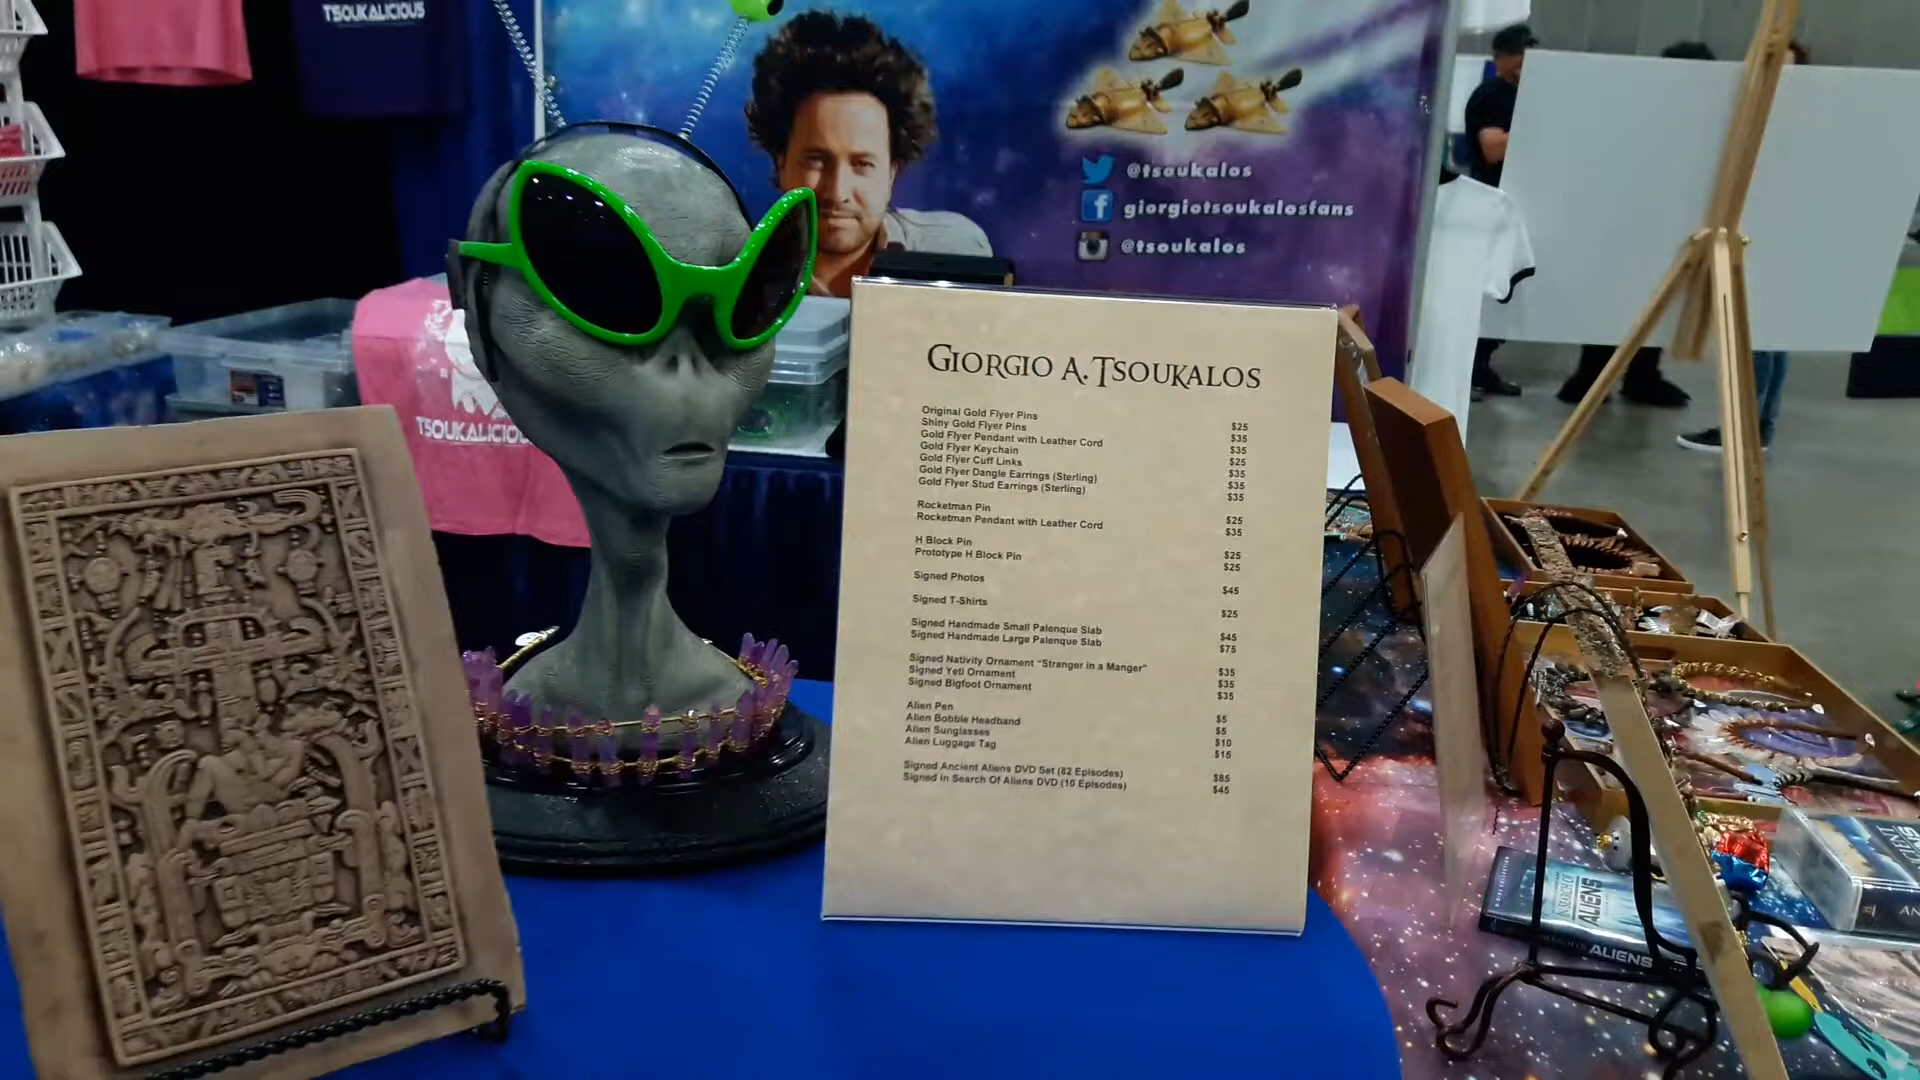 TSOUKALICIOUS
@tsoukalos
giorgiotsoukalosfans
@tsoukalos
TSOUKALICIOU
GIORGIO A. TSOUKALOS
Original Gold Flyer Pins $25
Shiny Gold Flyer Pins $35
Gold Flyer Pendant with Leather Cord $35
Gold Flyer Keychain $25
Gold Flyer Cuff Links $35
Gold Flyer Dangle Earrings (Sterling) $35
Gold Flyer Stud Earrings (Sterling) $35
Rocketman Pin $25
Rocketman Pendant with Leather Cord $35
H Block Pin $25
Prototype H Block Pin $25
Signed Photos $45
Signed T-Shirts $25
Signed Handmade Small Palenque Slab $45
Signed Handmade Large Palenque Slab $75
Signed Nativity Ornament "Stranger in a Manger" $35
Signed Yeti Ornament $35
Signed Bigfoot Ornament $35
Alien Pen $5
Alien Bobble Headband $5
Alien Sunglasses $10
Alien Luggage Tag $15
Signed Ancient Aliens DVD Set (82 Episodes) $85
Signed In Search Of Aliens DVD (10 Episodes) $45
IN SEARCH OF
ALIENS
ALIENS
AN